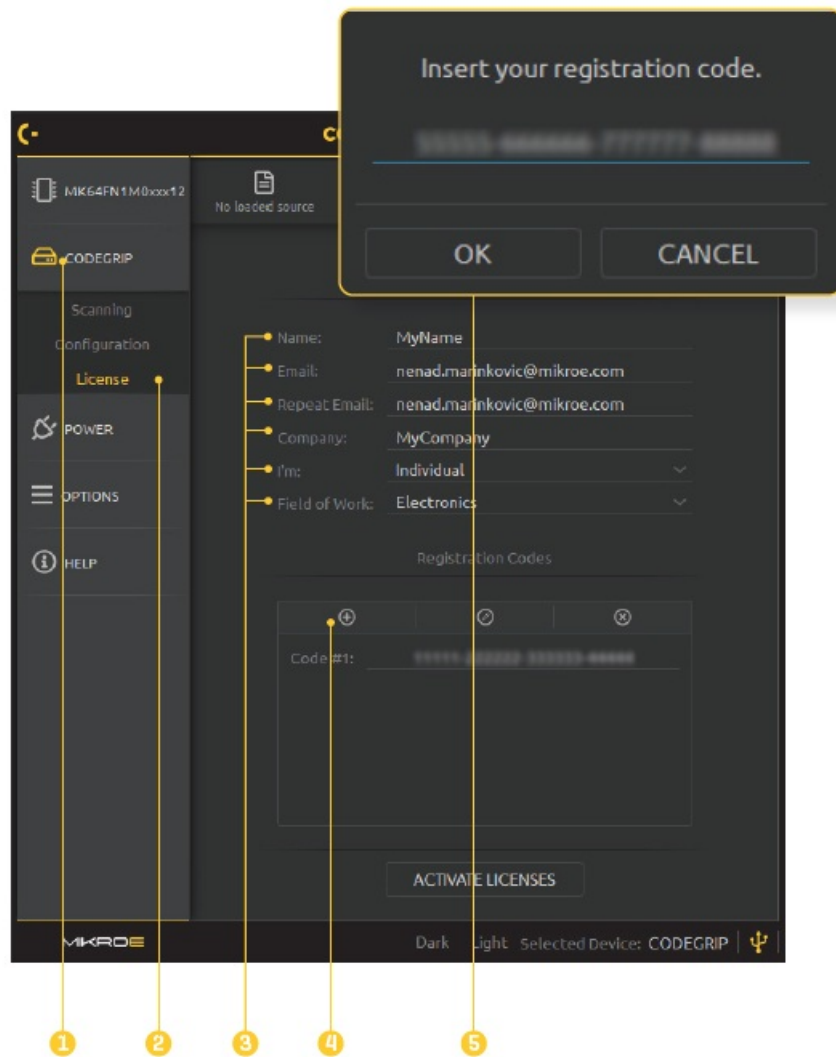 Insert your registration code.
OK
CANCEL
MK64FN1M0xxx12
No loaded source
CODEGRIP
Scanning
Configuration
License
POWER
OPTIONS
HELP
Name: MyName
Email: nenad.marinkovic@mikroe.com
Repeat Email: nenad.marinkovic@mikroe.com
Company: MyCompany
I'm: Individual
Field of Work: Electronics
Registration Codes
Code #1:
ACTIVATE LICENSES
MIKROE
Dark Light Selected Device: CODEGRIP
1 2 3 4 5